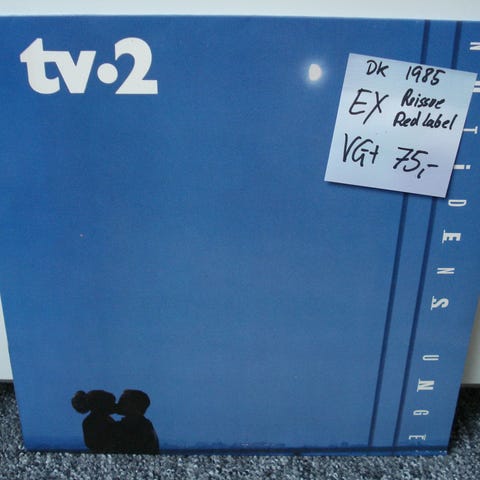 tv·2
DK 1985
EX Reissue
Red Label
VG+ 75,-
NUTiDENS UNGE